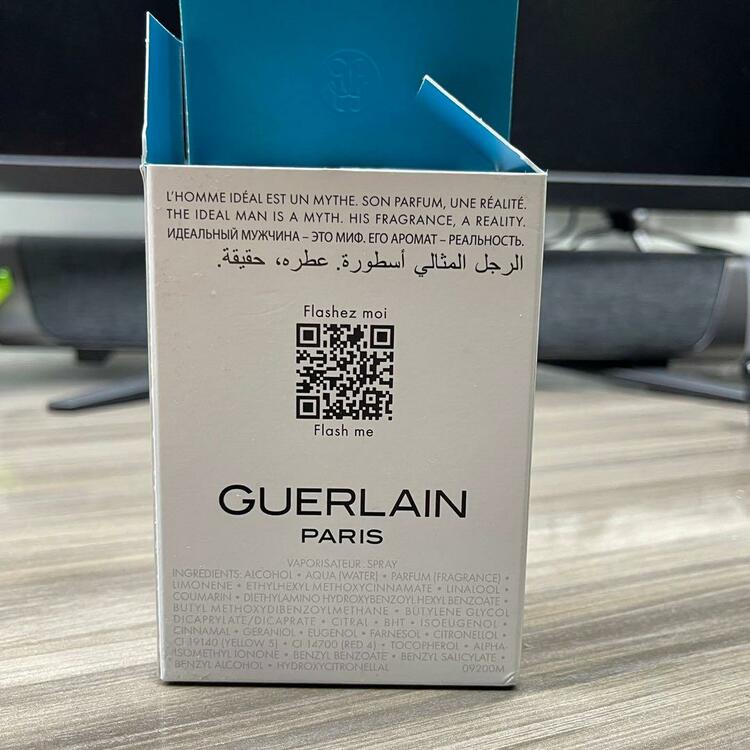 L'HOMME IDÉAL EST UN MYTHE. SON PARFUM, UNE RÉALITÉ.
THE IDEAL MAN IS A MYTH. HIS FRAGRANCE, A REALITY.
ИДЕАЛЬНЫЙ МУЖЧИНА – ЭТО МИФ. ЕГО АРОМАТ – РЕАЛЬНОСТЬ.
الرجل المثالي أسطورة. عطره، حقيقة.
Flashez moi
Flash me
GUERLAIN
PARIS
VAPORISATEUR. SPRAY
INGREDIENTS: ALCOHOL • AQUA (WATER) • PARFUM (FRAGRANCE) •
LIMONENE • ETHYLHEXYL METHOXYCINNAMATE • LINALOOL •
COUMARIN • DIETHYLAMINO HYDROXYBENZOYL HEXYL BENZOATE •
BUTYL METHOXYDIBENZOYLMETHANE • BUTYLENE GLYCOL
DICAPRYLATE/DICAPRATE • CITRAL • BHT • ISOEUGENOL •
CINNAMAL • GERANIOL • EUGENOL • FARNESOL • CITRONELLOL •
CI 19140 (YELLOW 5) • CI 14700 (RED 4) • TOCOPHEROL • ALPHA-
ISOMETHYL IONONE • BENZYL BENZOATE • BENZYL SALICYLATE •
BENZYL ALCOHOL • HYDROXYCITRONELLAL 09200M